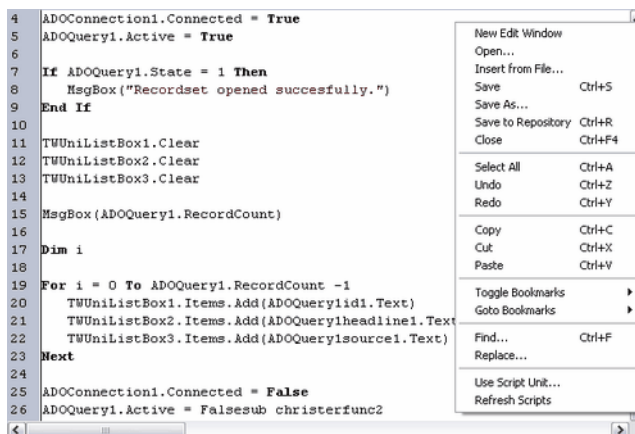 4 ADOConnection1.Connected = True
5 ADOQuery1.Active = True
6
7 If ADOQuery1.State = 1 Then
8 MsgBox("Recordset opened succesfully.")
9 End If
10
11 TWUniListBox1.Clear
12 TWUniListBox2.Clear
13 TWUniListBox3.Clear
14
15 MsgBox(ADOQuery1.RecordCount)
16
17 Dim i
18
19 For i = 0 To ADOQuery1.RecordCount -1
20 TWUniListBox1.Items.Add(ADOQuery1id1.Text)
21 TWUniListBox2.Items.Add(ADOQuery1headline1.Text
22 TWUniListBox3.Items.Add(ADOQuery1source1.Text)
23 Next
24
25 ADOConnection1.Connected = False
26 ADOQuery1.Active = Falsesub christerfunc2
New Edit Window
Open...
Insert from File...
Save Ctrl+S
Save As...
Save to Repository Ctrl+R
Close Ctrl+F4
Select All Ctrl+A
Undo Ctrl+Z
Redo Ctrl+Y
Copy Ctrl+C
Cut Ctrl+X
Paste Ctrl+V
Toggle Bookmarks
Goto Bookmarks
Find... Ctrl+F
Replace...
Use Script Unit...
Refresh Scripts